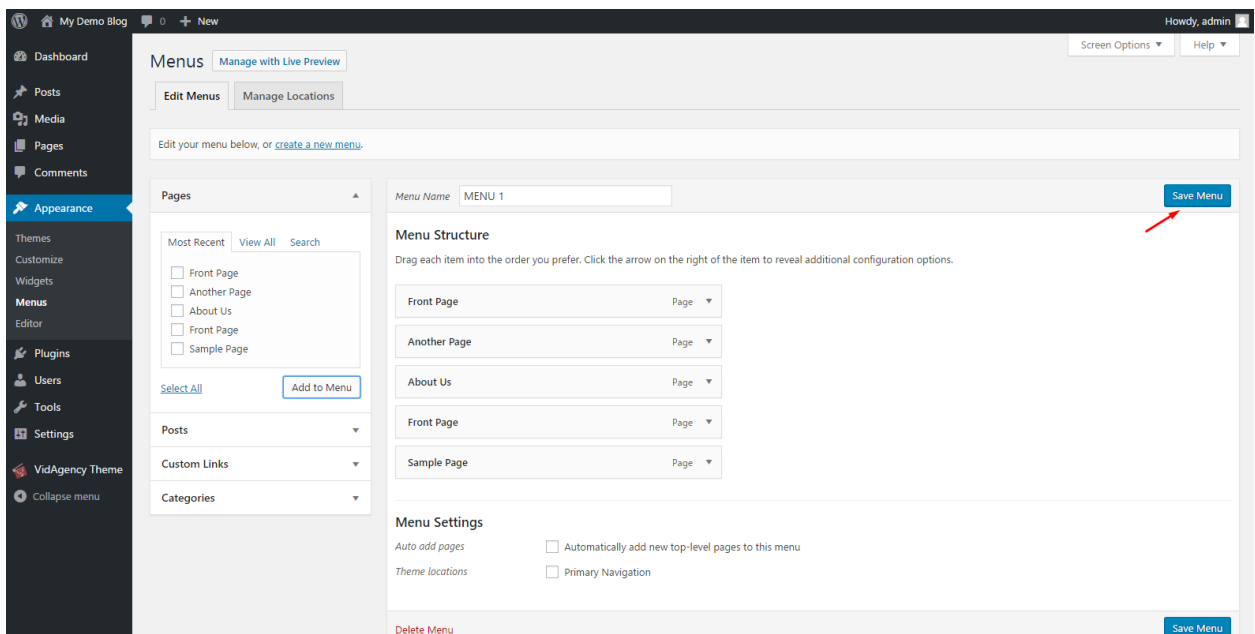 My Demo Blog 0 + New Howdy, admin
Dashboard
Posts
Media
Pages
Comments
Appearance
Themes
Customize
Widgets
Menus
Editor
Plugins
Users
Tools
Settings
VidAgency Theme
Collapse menu
Screen Options Help
Menus Manage with Live Preview
Edit Menus Manage Locations
Edit your menu below, or create a new menu.
Pages
Most Recent View All Search
Front Page
Another Page
About Us
Front Page
Sample Page
Select All Add to Menu
Posts
Custom Links
Categories
Menu Name MENU 1 Save Menu
Menu Structure
Drag each item into the order you prefer. Click the arrow on the right of the item to reveal additional configuration options.
Front Page Page
Another Page Page
About Us Page
Front Page Page
Sample Page Page
Menu Settings
Auto add pages Automatically add new top-level pages to this menu
Theme locations Primary Navigation
Delete Menu Save Menu